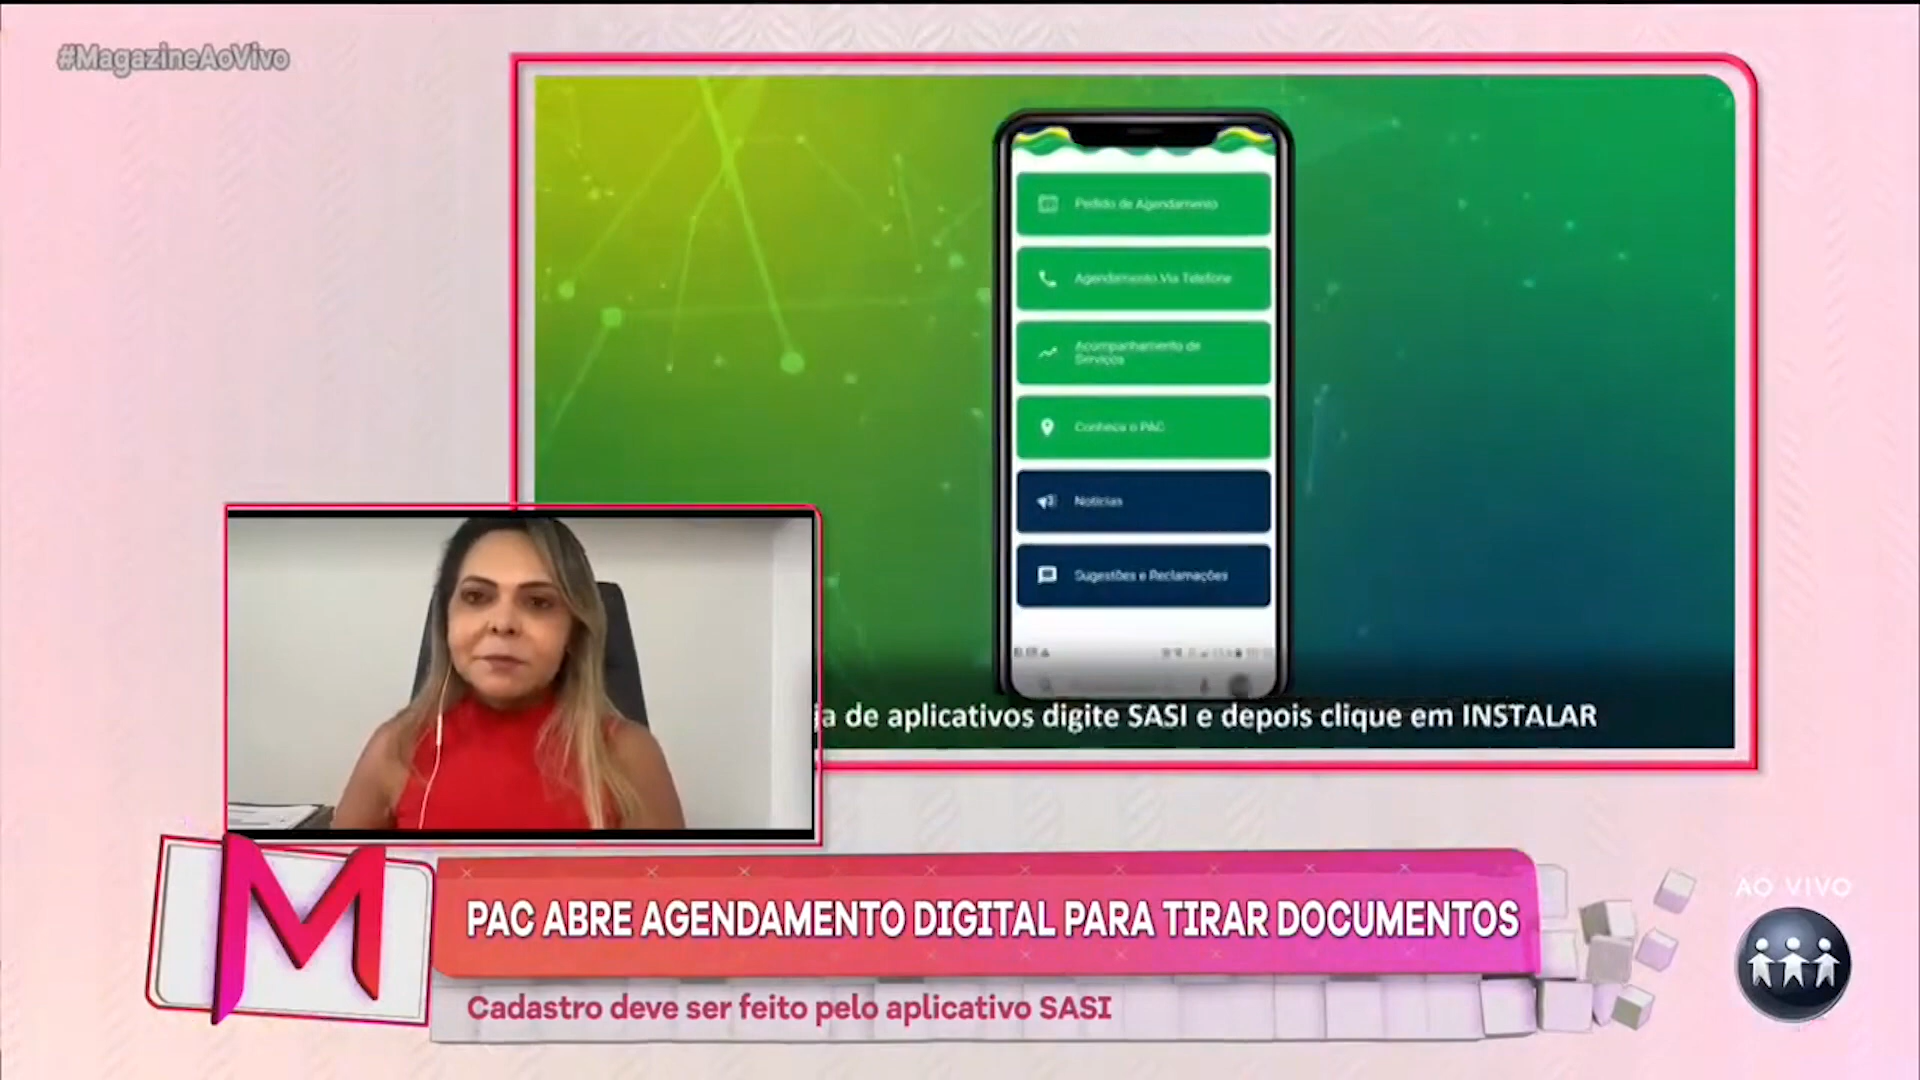 #MagazineAoVivo
Pedido de Agendamento
Agendamento Via Telefone
Acompanhamento de
Serviços
Conheça o PAC
Notícias
Sugestões e Reclamações
ja de aplicativos digite SASI e depois clique em INSTALAR
M
PAC ABRE AGENDAMENTO DIGITAL PARA TIRAR DOCUMENTOS
Cadastro deve ser feito pelo aplicativo SASI
AO VIVO